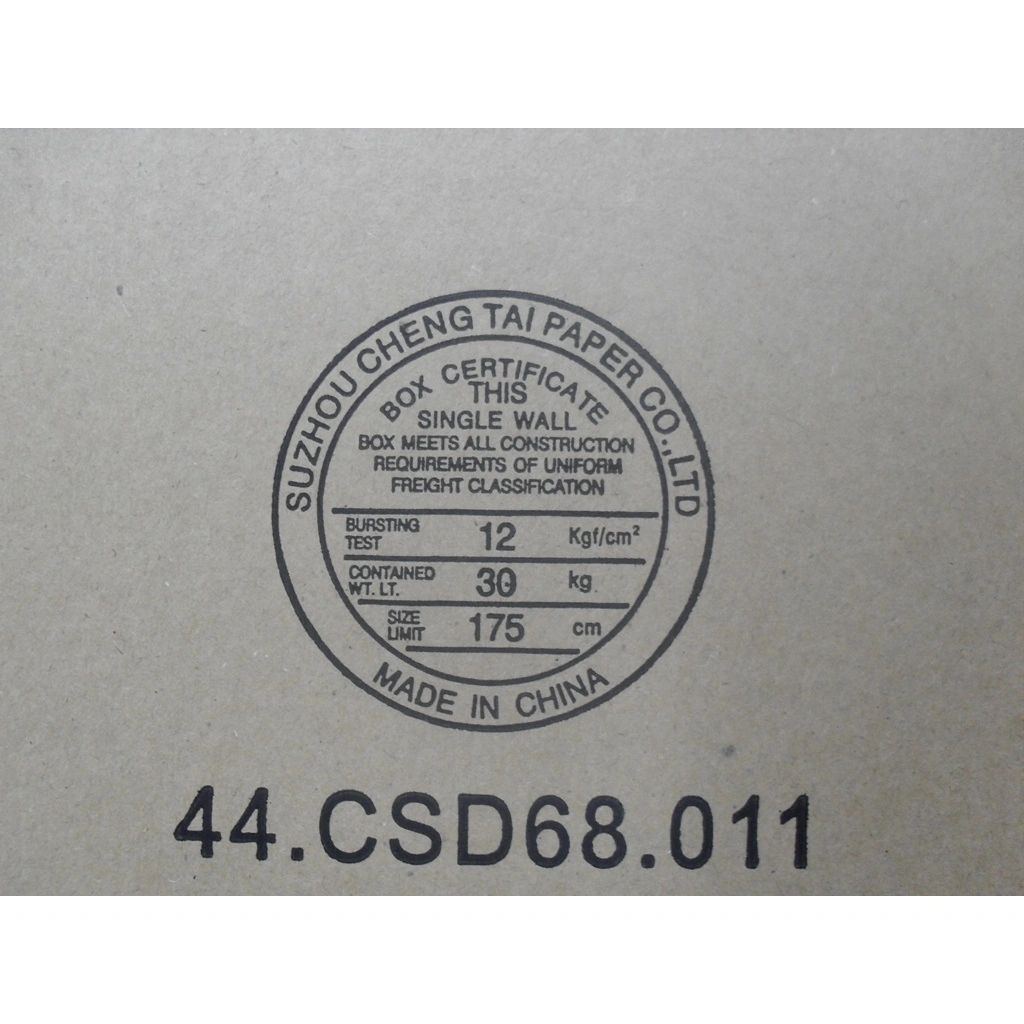 SUZHOU CHENG TAI PAPER CO.,LTD
BOX CERTIFICATE
THIS
SINGLE WALL
BOX MEETS ALL CONSTRUCTION
REQUIREMENTS OF UNIFORM
FREIGHT CLASSIFICATION
BURSTING TEST 12 Kgf/cm²
CONTAINED WT. LT. 30 kg
SIZE LIMIT 175 cm
MADE IN CHINA
44.CSD68.011